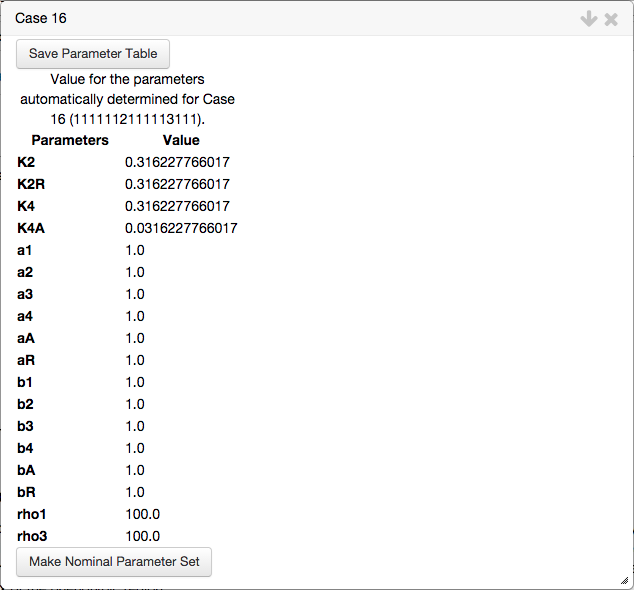 Case 16
Save Parameter Table
Value for the parameters
automatically determined for Case
16 (1111112111113111).
Parameters Value
K2 0.316227766017
K2R 0.316227766017
K4 0.316227766017
K4A 0.0316227766017
a1 1.0
a2 1.0
a3 1.0
a4 1.0
aA 1.0
aR 1.0
b1 1.0
b2 1.0
b3 1.0
b4 1.0
bA 1.0
bR 1.0
rho1 100.0
rho3 100.0
Make Nominal Parameter Set